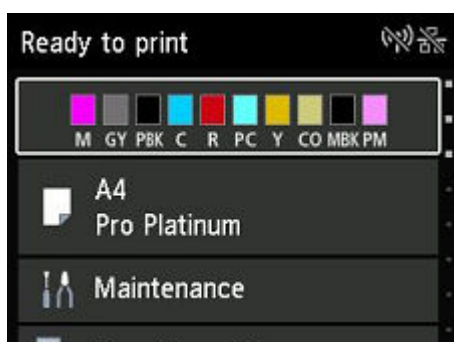 Ready to print
M GY PBK C R PC Y CO MBK PM
A4
Pro Platinum
Maintenance